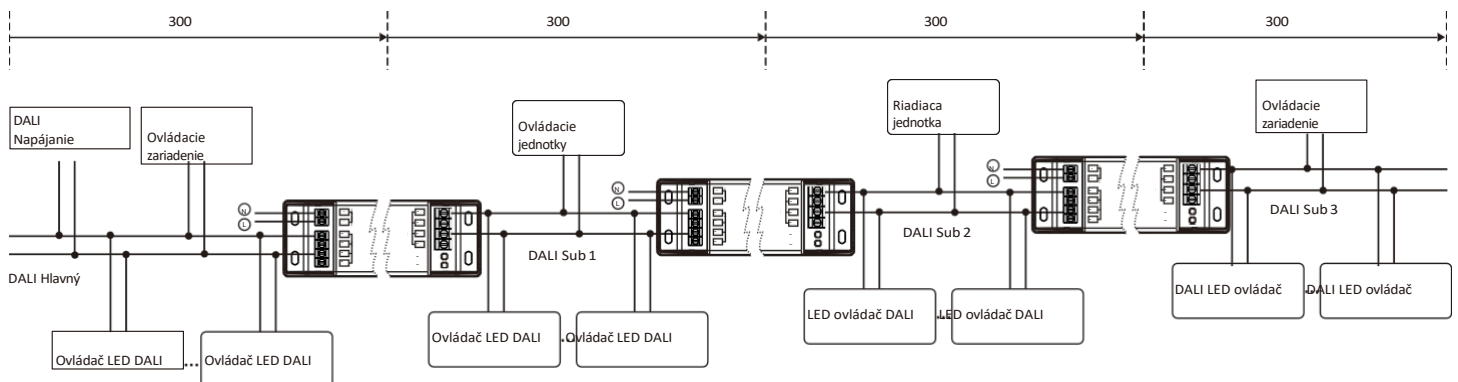 300
300
300
300
DALI
Napájanie
Ovládacie
zariadenie
Ovládacie
jednotky
Riadiaca
jednotka
Ovládacie
zariadenie
N
L
N
L
N
L
DALI Hlavný
DALI Sub 1
DALI Sub 2
DALI Sub 3
Ovládač LED DALI
...
Ovládač LED DALI
Ovládač LED DALI
...
Ovládač LED DALI
LED ovládač DALI
...
LED ovládač DALI
DALI LED ovládač
...
DALI LED ovládač